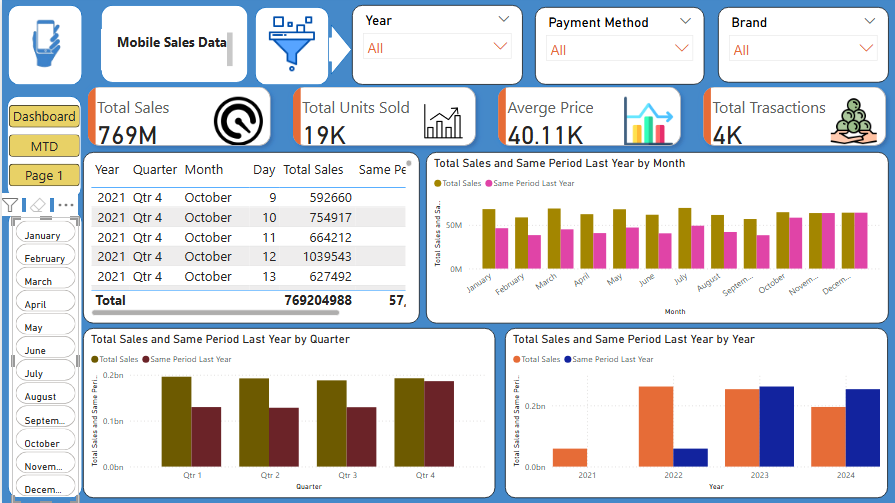 Mobile Sales Data
Year
All
Payment Method
All
Brand
All
Dashboard
MTD
Page 1
Total Sales
769M
Total Units Sold
19K
Averge Price
40.11K
Total Trasactions
4K
January
February
March
April
May
June
July
August
Septem...
October
Novem...
Decem...
Year Quarter Month Day Total Sales Same Pe
2021 Qtr 4 October 9 592660
2021 Qtr 4 October 10 754917
2021 Qtr 4 October 11 664212
2021 Qtr 4 October 12 1039543
2021 Qtr 4 October 13 627492
Total 769204988 57,
Total Sales and Same Period Last Year by Month
Total Sales Same Period Last Year
Total Sales and Sa...
50M
0M
January February March April May June July August Septem... October Novem... Decem...
Month
Total Sales and Same Period Last Year by Quarter
Total Sales Same Period Last Year
Total Sales and Same Peri...
0.2bn
0.1bn
0.0bn
Qtr 1 Qtr 2 Qtr 3 Qtr 4
Quarter
Total Sales and Same Period Last Year by Year
Total Sales Same Period Last Year
Total Sales and Same Peri...
0.2bn
0.0bn
2021 2022 2023 2024
Year